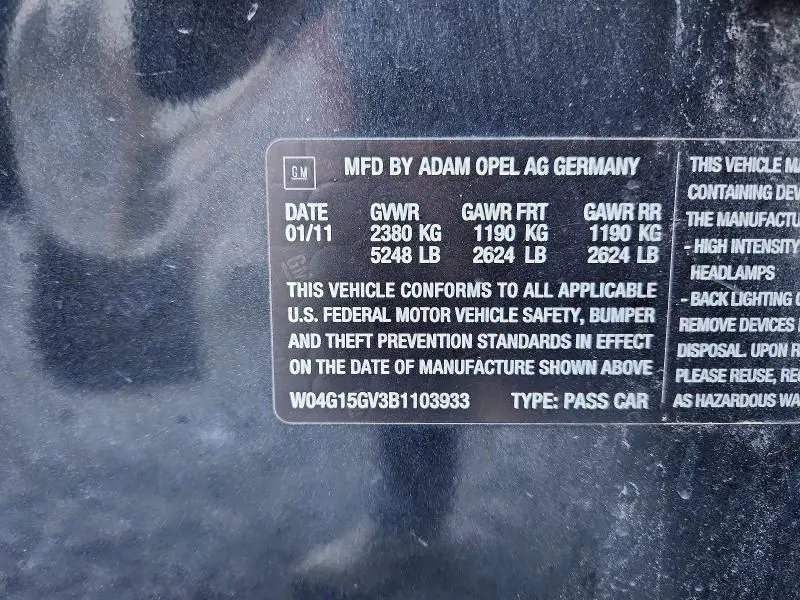 GM
MFD BY ADAM OPEL AG GERMANY
DATE GVWR GAWR FRT GAWR RR
01/11 2380 KG 1190 KG 1190 KG
5248 LB 2624 LB 2624 LB
THIS VEHICLE CONFORMS TO ALL APPLICABLE
U.S. FEDERAL MOTOR VEHICLE SAFETY, BUMPER
AND THEFT PREVENTION STANDARDS IN EFFECT
ON THE DATE OF MANUFACTURE SHOWN ABOVE
W04G15GV3B1103933 TYPE: PASS CAR
THIS VEHICLE
CONTAINING
THE
- HIGH INTENSITY
HEADLAMPS
- BACK LIGHTING
REMOVE DEVICES
DISPOSAL. UPON
PLEASE REUSE,
AS HAZARDOUS